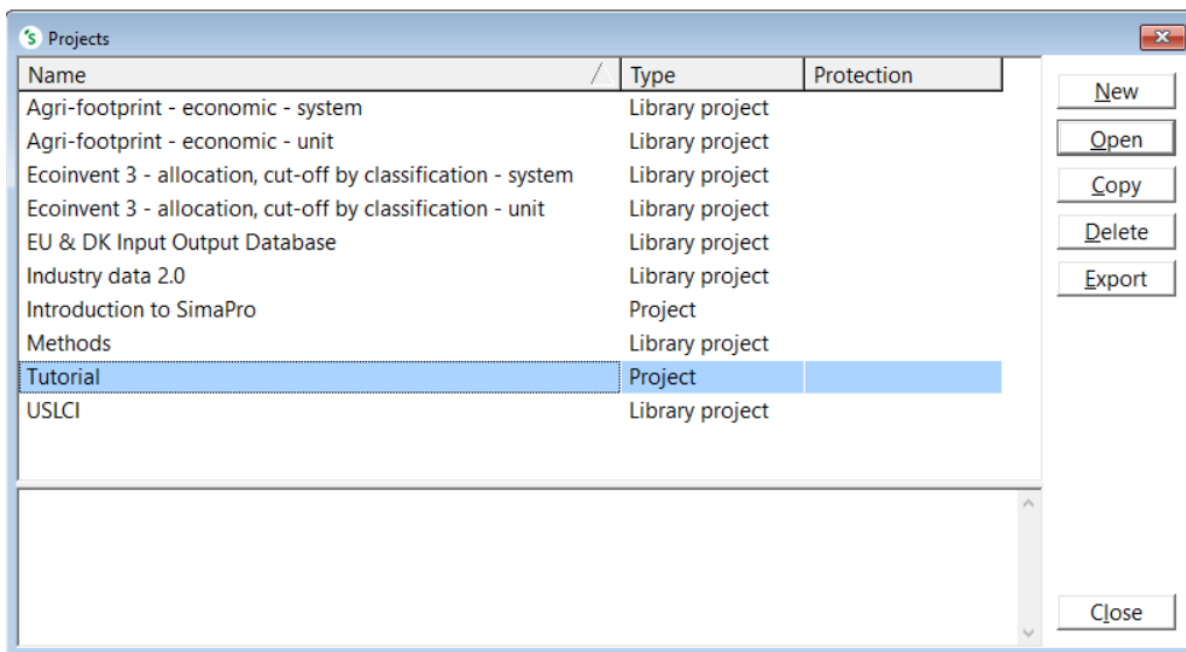 Projects
Name Type Protection
Agri-footprint - economic - system Library project
Agri-footprint - economic - unit Library project
Ecoinvent 3 - allocation, cut-off by classification - system Library project
Ecoinvent 3 - allocation, cut-off by classification - unit Library project
EU & DK Input Output Database Library project
Industry data 2.0 Library project
Introduction to SimaPro Project
Methods Library project
Tutorial Project
USLCI Library project
New
Open
Copy
Delete
Export
Close